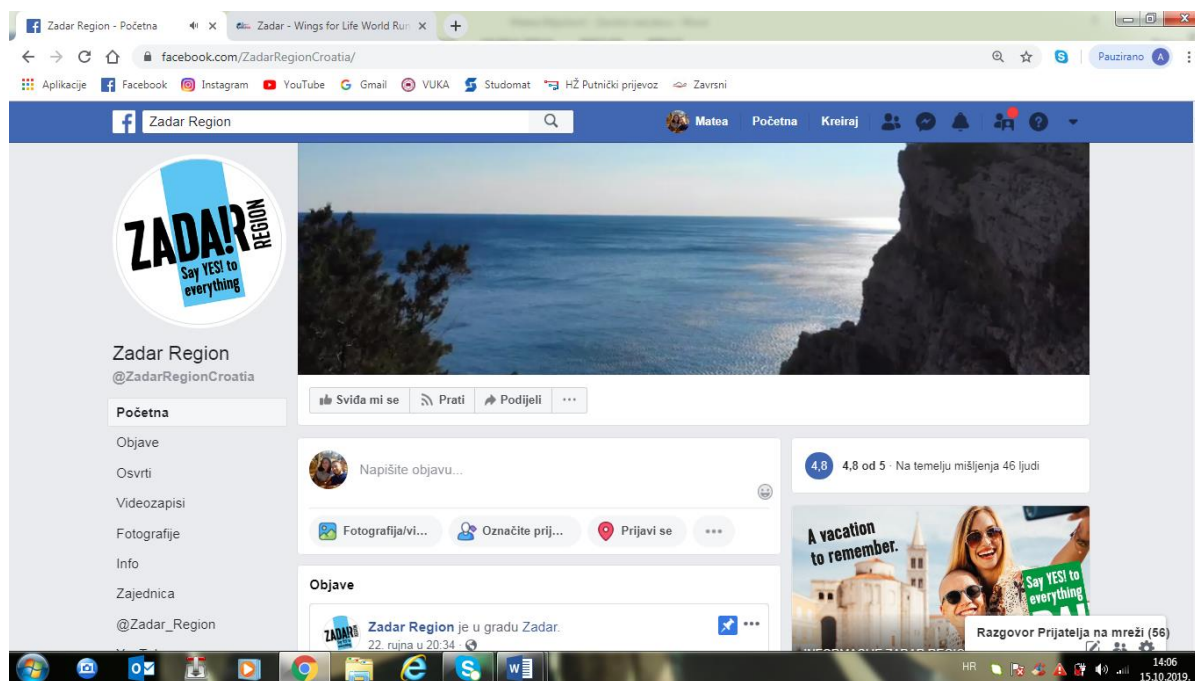 Zadar Region - Početna
Zadar - Wings for Life World Run
facebook.com/ZadarRegionCroatia/
Pauzirano A
Aplikacije Facebook Instagram YouTube Gmail VUKA Studomat HŽ Putnički prijevoz Zavrsni
Zadar Region
Matea Početna Kreiraj
ZADA!R
REGION
Say YES! to
everything
Zadar Region
@ZadarRegionCroatia
Početna
Objave
Osvrti
Videozapisi
Fotografije
Info
Zajednica
@Zadar_Region
Sviđa mi se Prati Podijeli ...
Napišite objavu...
Fotografija/vi... Označite prij... Prijavi se ...
Objave
ZADAR!
Zadar Region je u gradu Zadar.
22. rujna u 20:34 ·
4,8 4,8 od 5 · Na temelju mišljenja 46 ljudi
A vacation
to remember.
Say YES! to
everything
Razgovor Prijatelja na mreži (56)
HR
14:06
15.10.2019.